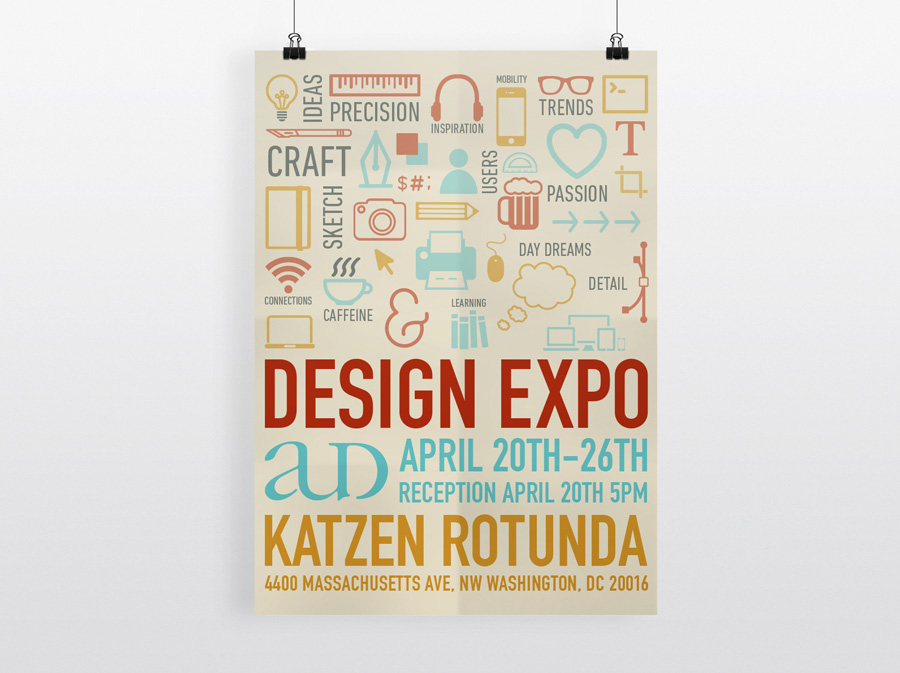 IDEAS
PRECISION
INSPIRATION
MOBILITY
TRENDS
>-
T
CRAFT
$#;
USERS
PASSION
SKETCH
DAY DREAMS
DETAIL
CONNECTIONS
CAFFEINE
&
LEARNING
DESIGN EXPO
aUD
APRIL 20TH-26TH
RECEPTION APRIL 20TH 5PM
KATZEN ROTUNDA
4400 MASSACHUSETTS AVE, NW WASHINGTON, DC 20016